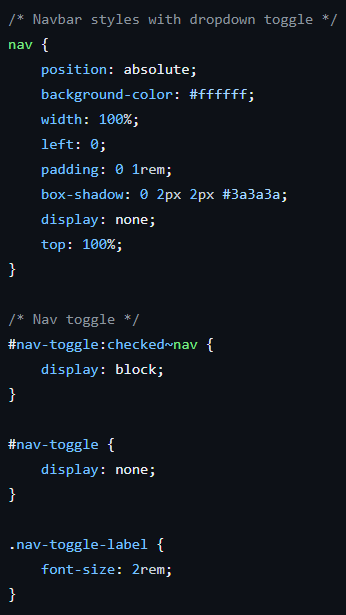 /* Navbar styles with dropdown toggle */
nav {
    position: absolute;
    background-color: #ffffff;
    width: 100%;
    left: 0;
    padding: 0 1rem;
    box-shadow: 0 2px 2px #3a3a3a;
    display: none;
    top: 100%;
}

/* Nav toggle */
#nav-toggle:checked~nav {
    display: block;
}

#nav-toggle {
    display: none;
}

.nav-toggle-label {
    font-size: 2rem;
}